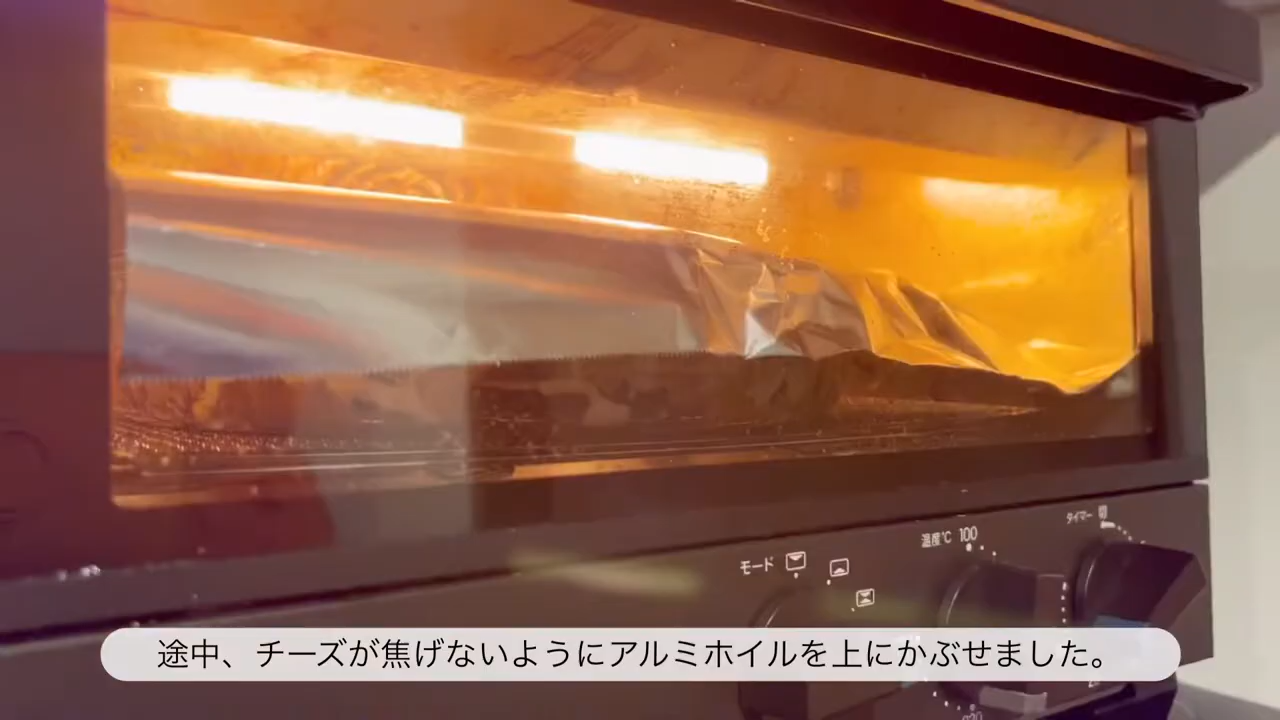 タイマー 切
温度℃ 100
モード
途中、チーズが焦げないようにアルミホイルを上にかぶせました。